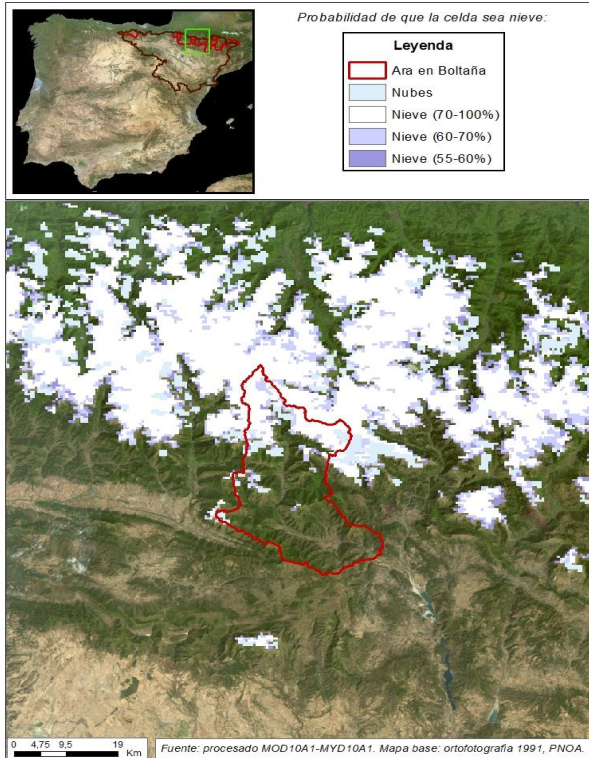 Probabilidad de que la celda sea nieve:
Leyenda
Ara en Boltaña
Nubes
Nieve (70-100%)
Nieve (60-70%)
Nieve (55-60%)
0 4,75 9,5 19
Km
Fuente: procesado MOD10A1-MYD10A1. Mapa base: ortofotografía 1991, PNOA.